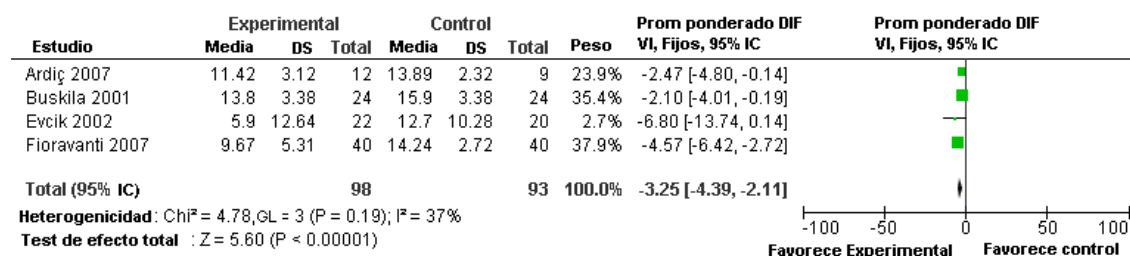 Experimental Control Prom ponderado DIF Prom ponderado DIF
Estudio Media DS Total Media DS Total Peso VI, Fijos, 95% IC VI, Fijos, 95% IC
Ardiç 2007 11.42 3.12 12 13.89 2.32 9 23.9% -2.47 [-4.80, -0.14]
Buskila 2001 13.8 3.38 24 15.9 3.38 24 35.4% -2.10 [-4.01, -0.19]
Evcik 2002 5.9 12.64 22 12.7 10.28 20 2.7% -6.80 [-13.74, 0.14]
Fioravanti 2007 9.67 5.31 40 14.24 2.72 40 37.9% -4.57 [-6.42, -2.72]
Total (95% IC) 98 93 100.0% -3.25 [-4.39, -2.11]
Heterogenicidad: Chi² = 4.78,GL = 3 (P = 0.19); I² = 37%
Test de efecto total : Z = 5.60 (P < 0.00001)
-100 -50 0 50 100
Favorece Experimental Favorece control